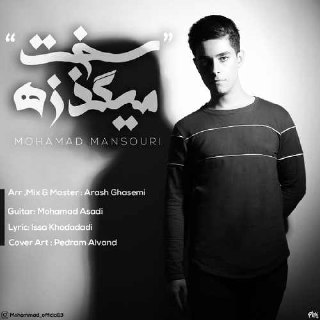 "سخت
میگذره"
MOHAMAD MANSOURI
Arr ,Mix & Master : Arash Ghasemi
Guitar: Mohamad Asadi
Lyric: Issa Khodadadi
Cover Art : Pedram Alvand